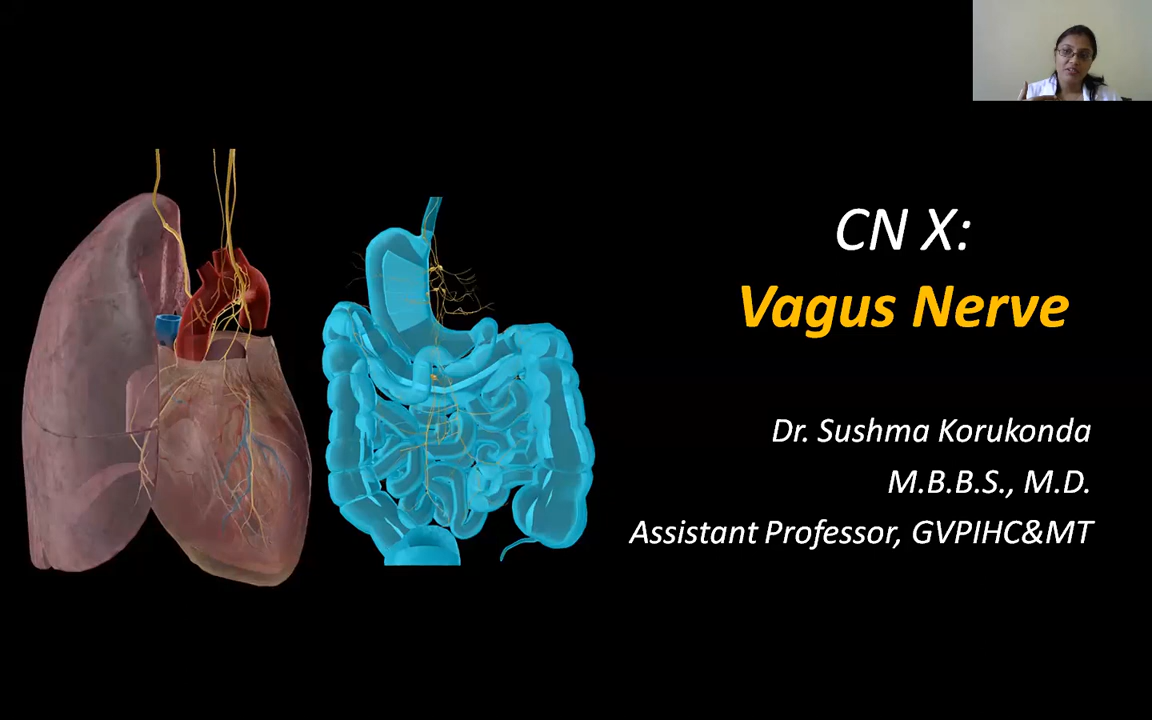 CN X:
Vagus Nerve
Dr. Sushma Korukonda
M.B.B.S., M.D.
Assistant Professor, GVPIHC&MT